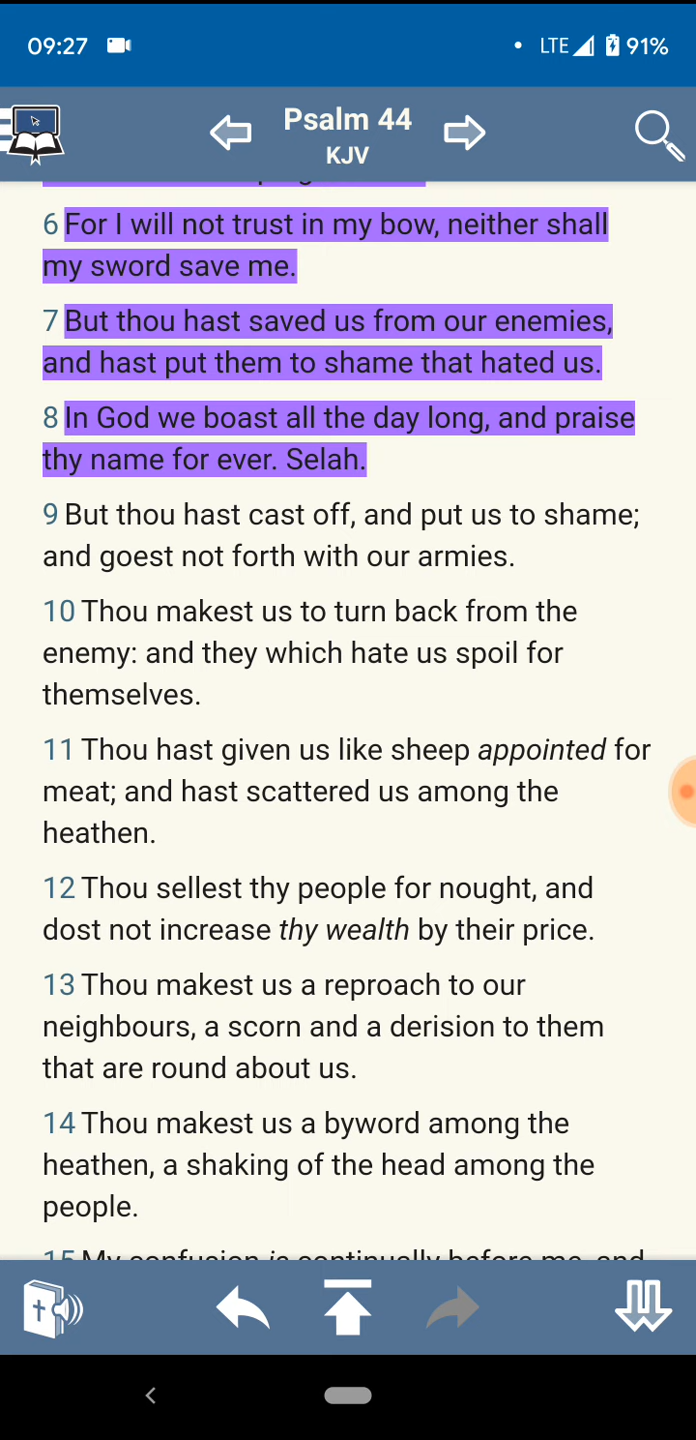 09:27
LTE 91%
Psalm 44
KJV
6 For I will not trust in my bow, neither shall
my sword save me.
7 But thou hast saved us from our enemies,
and hast put them to shame that hated us.
8 In God we boast all the day long, and praise
thy name for ever. Selah.
9 But thou hast cast off, and put us to shame;
and goest not forth with our armies.
10 Thou makest us to turn back from the
enemy: and they which hate us spoil for
themselves.
11 Thou hast given us like sheep appointed for
meat; and hast scattered us among the
heathen.
12 Thou sellest thy people for nought, and
dost not increase thy wealth by their price.
13 Thou makest us a reproach to our
neighbours, a scorn and a derision to them
that are round about us.
14 Thou makest us a byword among the
heathen, a shaking of the head among the
people.
15 My confusion is continually before me, and